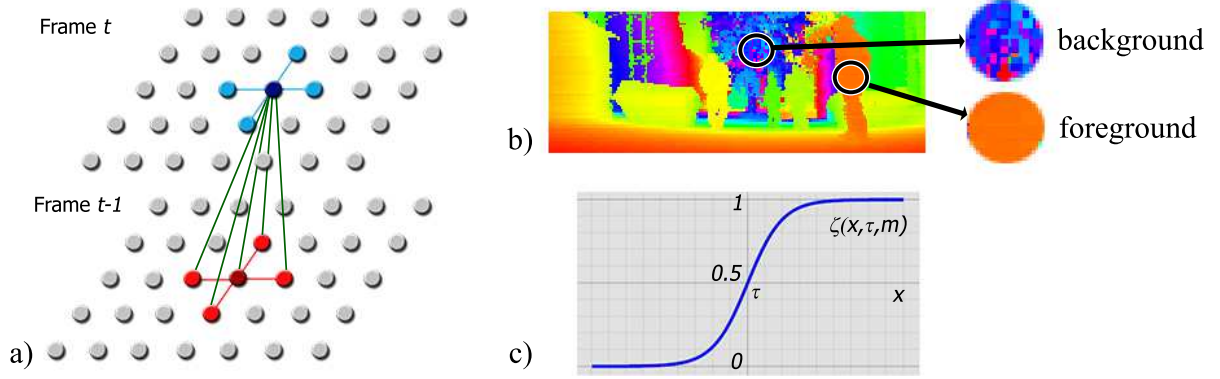 Frame t
Frame t-1
a)
b)
background
foreground
1
ζ(x,τ,m)
0.5
τ
x
0
c)